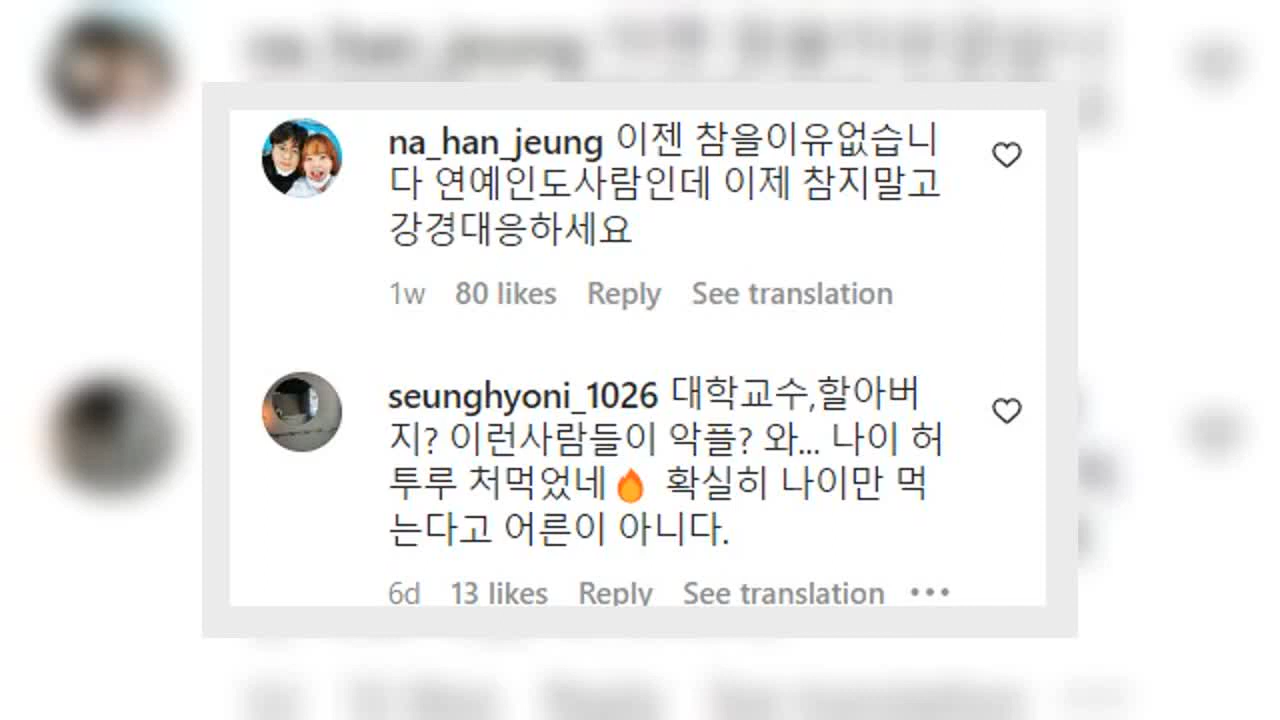 na_han_jeung 이젠 참을이유없습니
다 연예인도사람인데 이제 참지말고
강경대응하세요
1w 80 likes Reply See translation
seunghyoni_1026 대학교수,할아버
지? 이런사람들이 악플? 와... 나이 허
투루 처먹었네🔥 확실히 나이만 먹
는다고 어른이 아니다.
6d 13 likes Reply See translation •••